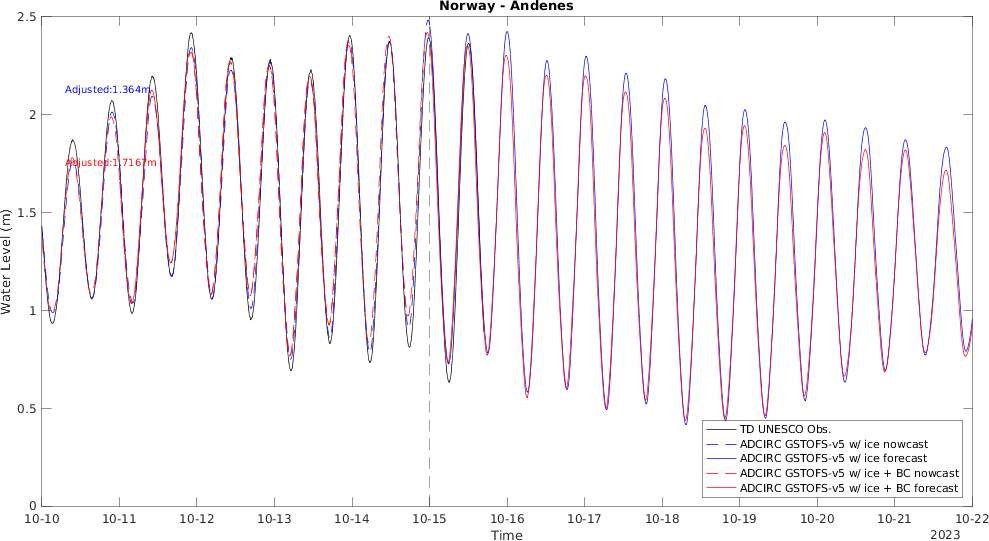 Norway - Andenes
2.5
2
1.5
1
0.5
0
Water Level (m)
Adjusted:1.364m
Adjusted:1.7167m
TD UNESCO Obs.
ADCIRC GSTOFS-v5 w/ ice nowcast
ADCIRC GSTOFS-v5 w/ ice forecast
ADCIRC GSTOFS-v5 w/ ice + BC nowcast
ADCIRC GSTOFS-v5 w/ ice + BC forecast
10-10 10-11 10-12 10-13 10-14 10-15 10-16 10-17 10-18 10-19 10-20 10-21 10-22
Time
2023